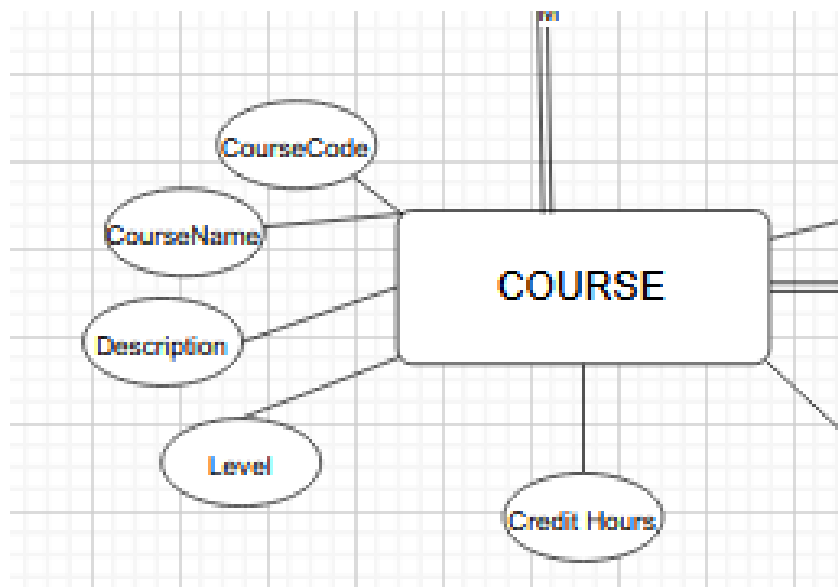 M
CourseCode
CourseName
COURSE
Description
Level
Credit Hours